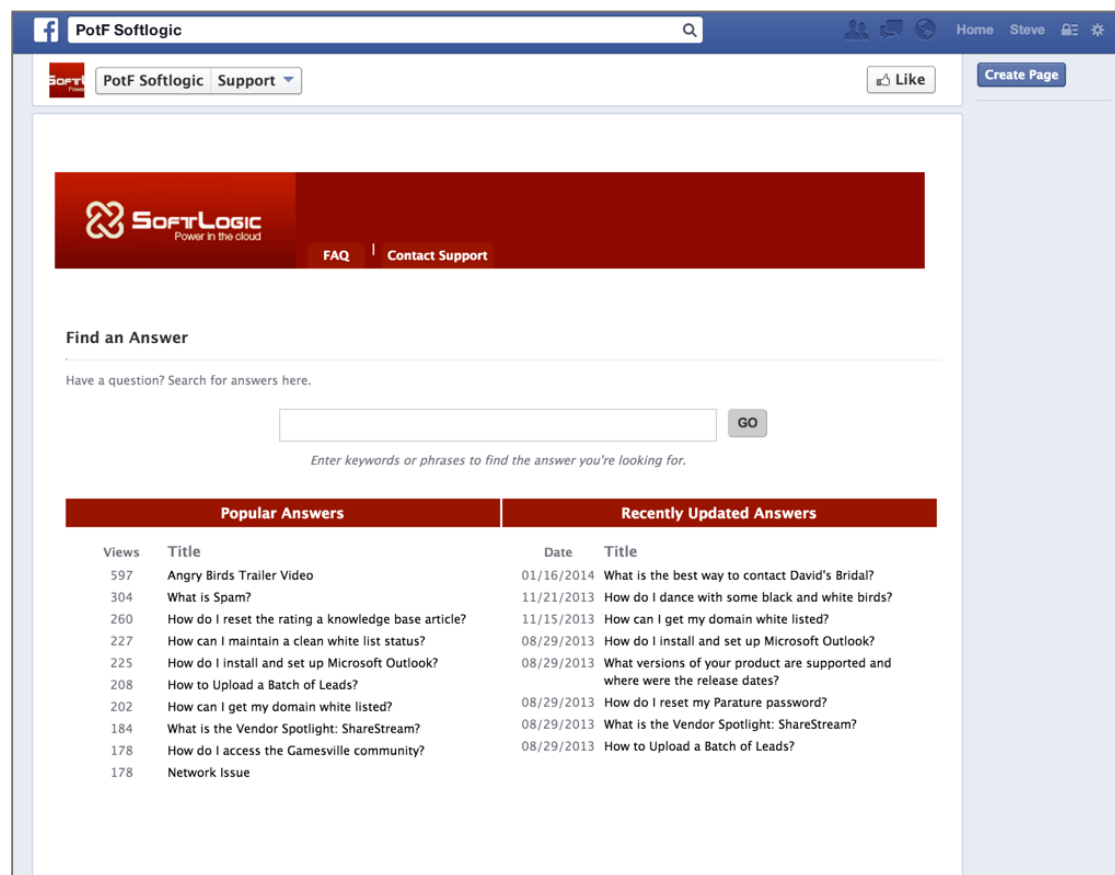 PotF Softlogic
Home Steve
SOFTL
Power
PotF Softlogic Support
Like
Create Page
SOFTLOGIC
Power in the cloud
FAQ | Contact Support
Find an Answer
Have a question? Search for answers here.
GO
Enter keywords or phrases to find the answer you're looking for.
Popular Answers
Views Title
597 Angry Birds Trailer Video
304 What is Spam?
260 How do I reset the rating a knowledge base article?
227 How can I maintain a clean white list status?
225 How do I install and set up Microsoft Outlook?
208 How to Upload a Batch of Leads?
202 How can I get my domain white listed?
184 What is the Vendor Spotlight: ShareStream?
178 How do I access the Gamesville community?
178 Network Issue
Recently Updated Answers
Date Title
01/16/2014 What is the best way to contact David's Bridal?
11/21/2013 How do I dance with some black and white birds?
11/15/2013 How can I get my domain white listed?
08/29/2013 How do I install and set up Microsoft Outlook?
08/29/2013 What versions of your product are supported and
where were the release dates?
08/29/2013 How do I reset my Parature password?
08/29/2013 What is the Vendor Spotlight: ShareStream?
08/29/2013 How to Upload a Batch of Leads?